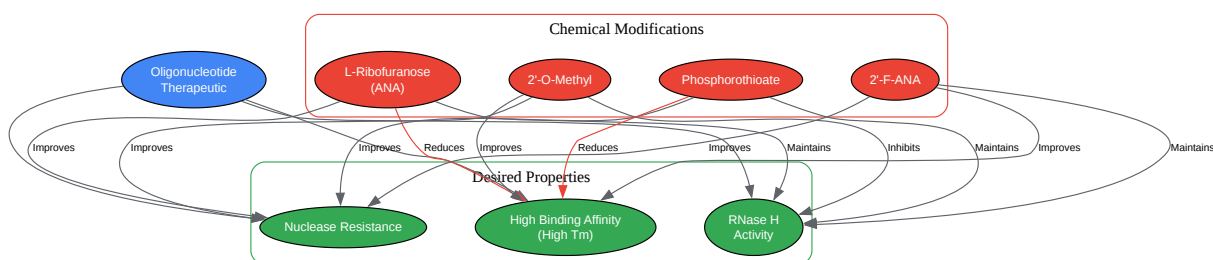 Chemical Modifications
Oligonucleotide
Therapeutic
L-Ribofuranose
(ANA)
2'-O-Methyl
Phosphorothioate
2'-F-ANA
Improves
Improves
Improves
Reduces
Improves
Reduces
Improves
Maintains
Inhibits
Maintains
Improves
Maintains
Desired Properties
Nuclease Resistance
High Binding Affinity
(High Tm)
RNase H
Activity